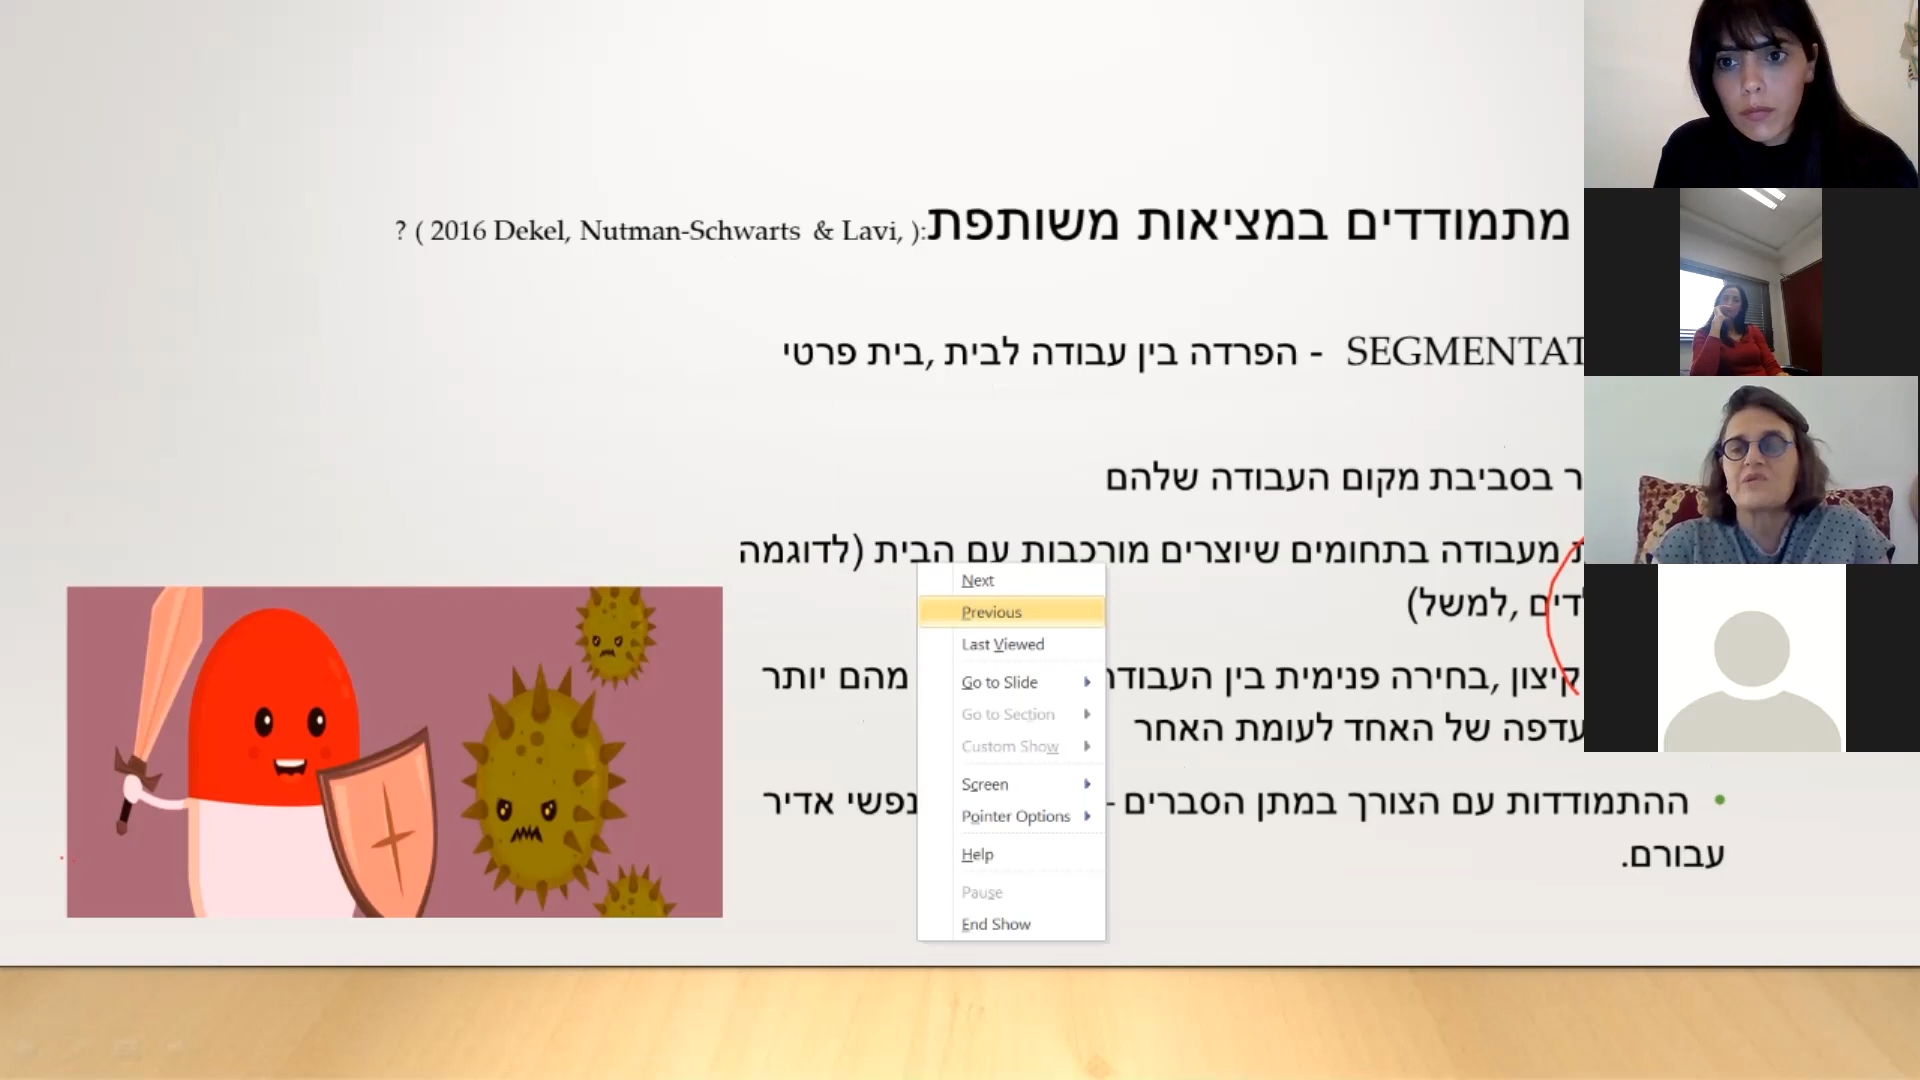 מתמודדים במציאות משותפת:( ,Dekel, Nutman-Schwarts & Lavi 2016 ) ?
SEGMENTAT - הפרדה בין עבודה לבית ,בית פרטי
בסביבת מקום העבודה שלהם
מעבודה בתחומים שיוצרים מורכבות עם הבית (לדוגמה
,למשל)
,בחירה פנימית בין העבודה מהם יותר
של האחד לעומת האחר
• ההתמודדות עם הצורך במתן הסברים - נפשי אדיר
עבורם.
Next
Previous
Last Viewed
Go to Slide
Go to Section
Custom Show
Screen
Pointer Options
Help
Pause
End Show